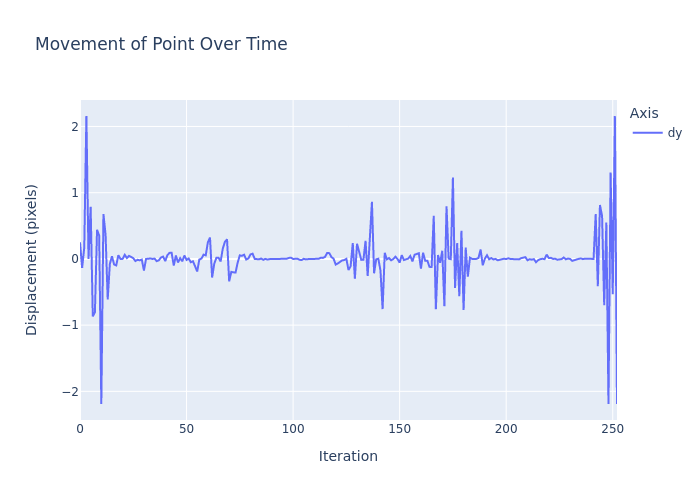 Movement of Point Over Time
Axis
dy
2
1
0
−1
−2
Displacement (pixels)
0
50
100
150
200
250
Iteration